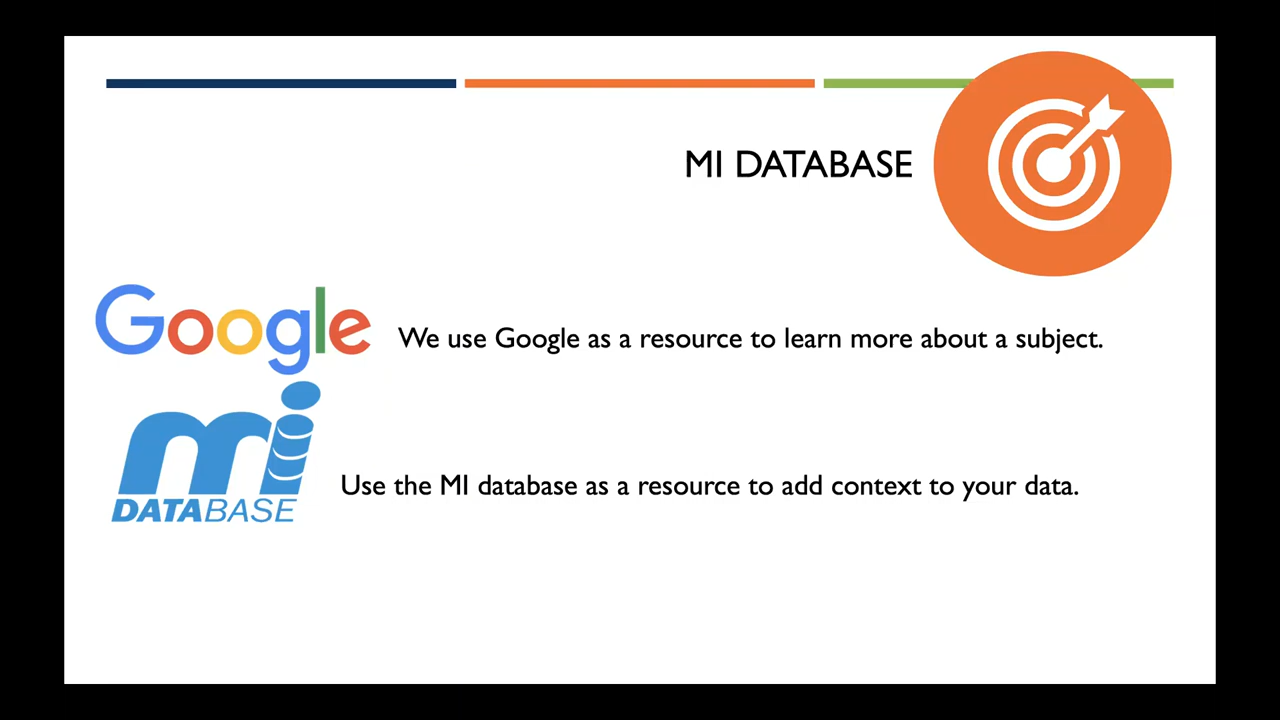 MI DATABASE
Google
We use Google as a resource to learn more about a subject.
mi
DATABASE
Use the MI database as a resource to add context to your data.